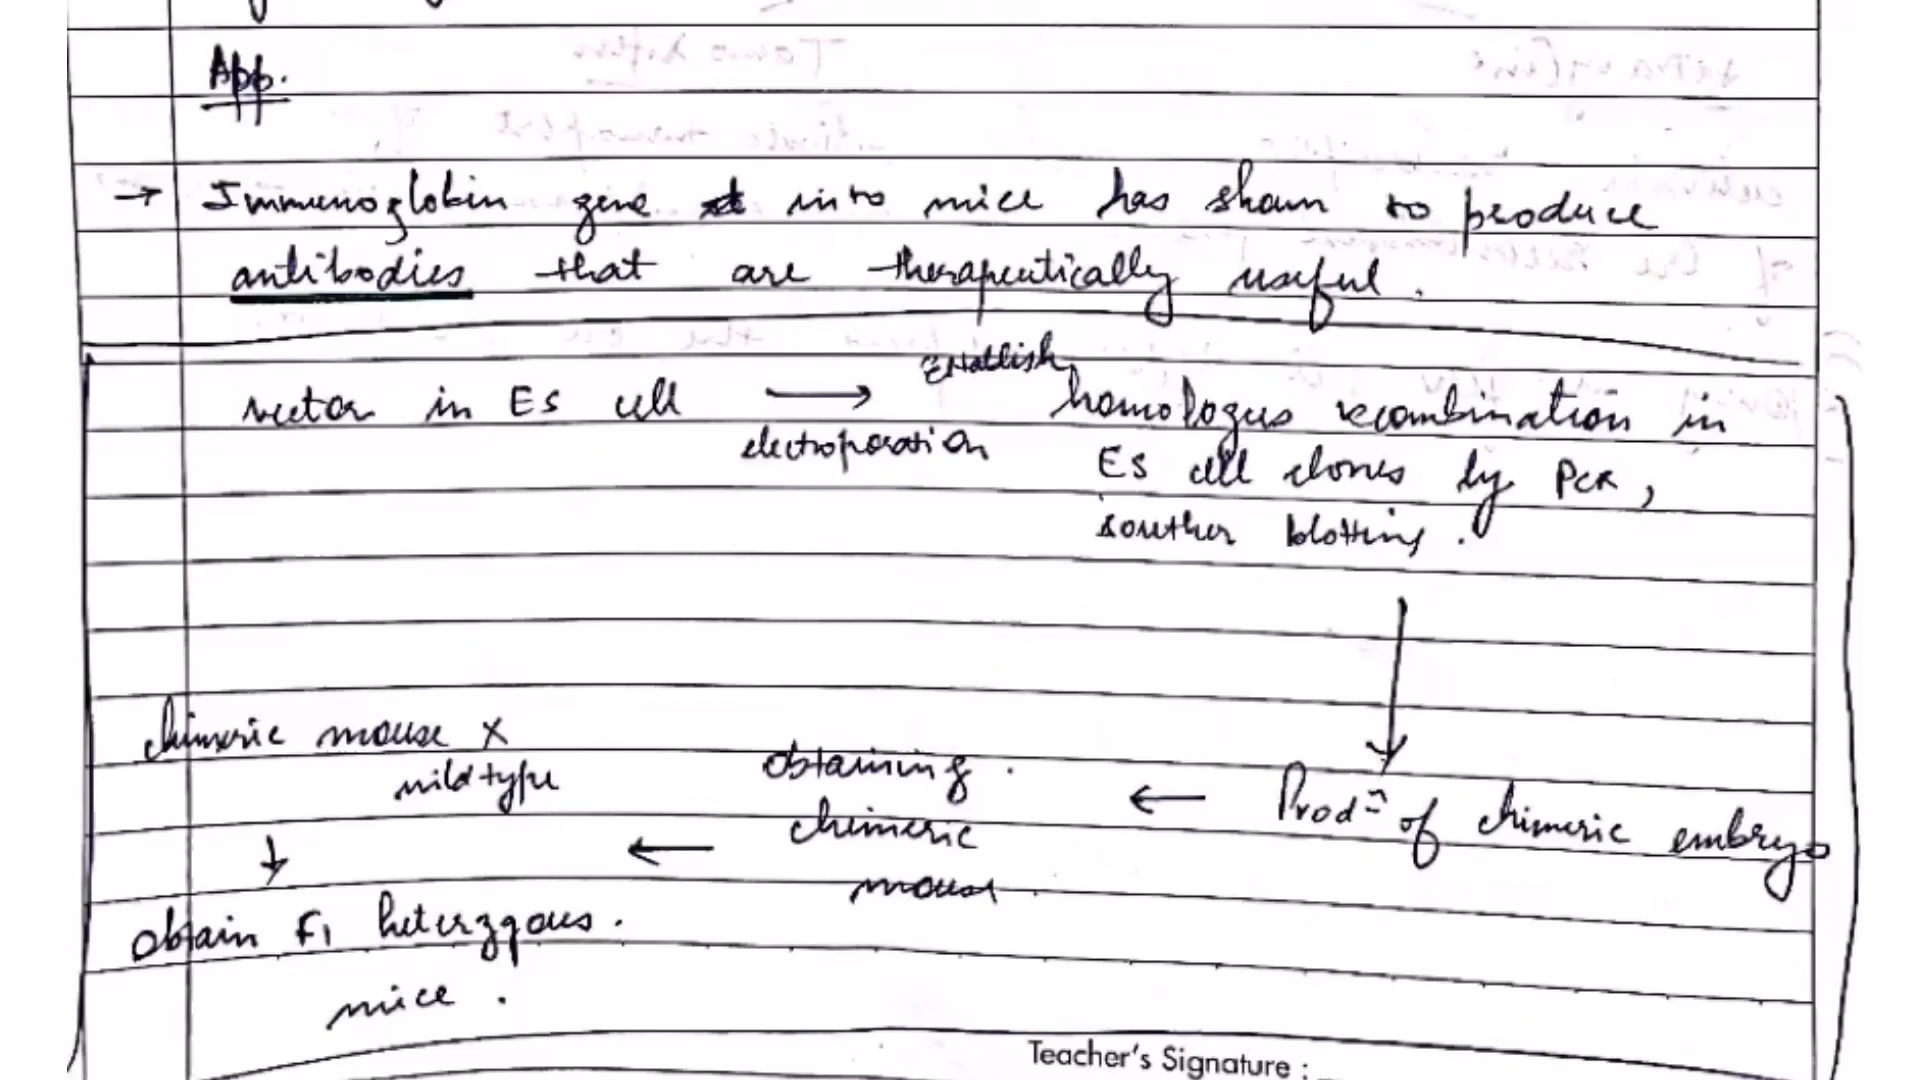 App.
→ Immunoglobin gene into mice has shown to produce
antibodies that are therapeutically useful.
Establish
vector in Es cell → homologus recombination in
electroporation
Es cell clones by PCR,
souther blotting.
↓
chimeric mouse X
wild type
obtaining.
← Prodⁿ of chimeric embryo
chimeric
↓ ←
mouse.
obtain F1 heterzgous.
mice.
Teacher's Signature :